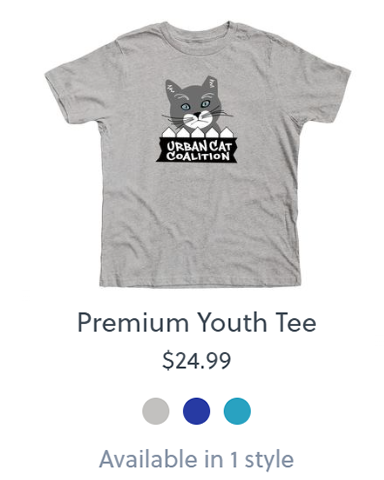 URBAN CAT
COALITION
Premium Youth Tee
$24.99
Available in 1 style